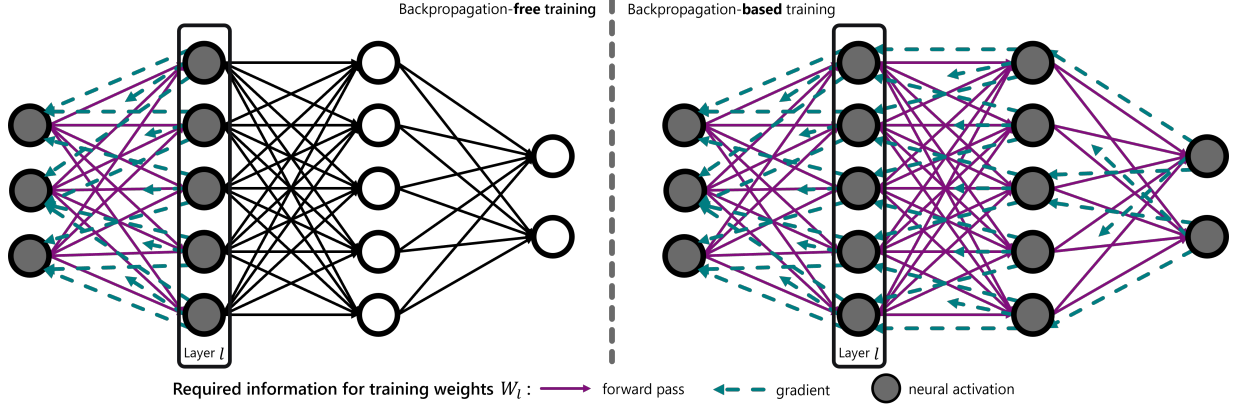 Backpropagation-free training
Backpropagation-based training
Layer l
Layer l
Required information for training weights W_l : forward pass gradient neural activation